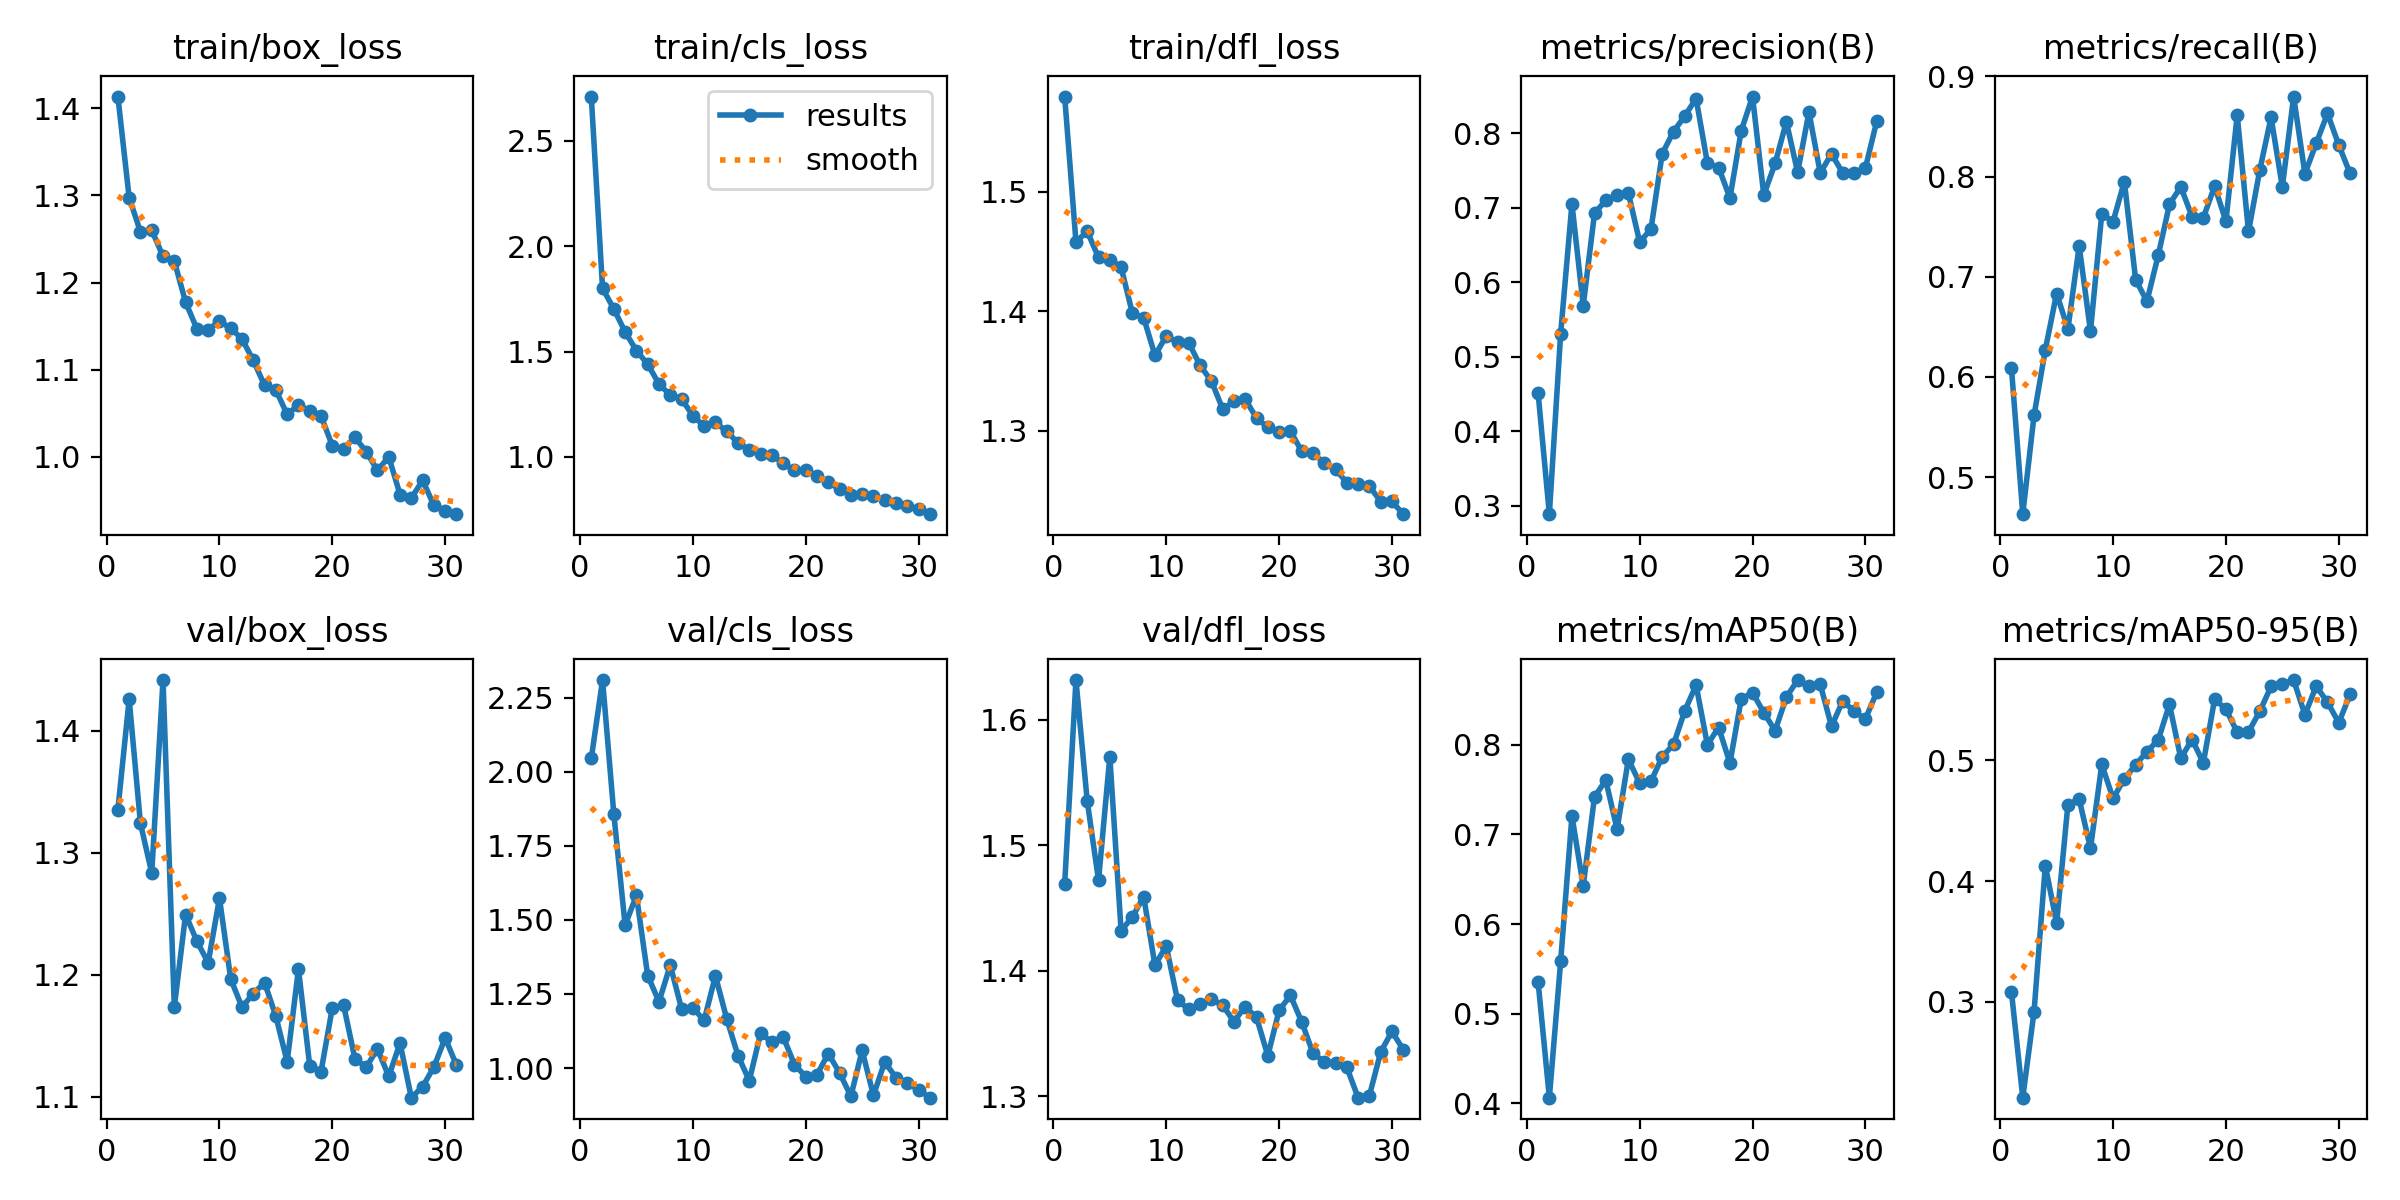 train/box_loss
1.4
1.3
1.2
1.1
1.0
0 10 20 30
train/cls_loss
results
smooth
2.5
2.0
1.5
1.0
0 10 20 30
train/dfl_loss
1.5
1.4
1.3
0 10 20 30
metrics/precision(B)
0.8
0.7
0.6
0.5
0.4
0.3
0 10 20 30
metrics/recall(B)
0.9
0.8
0.7
0.6
0.5
0 10 20 30
val/box_loss
1.4
1.3
1.2
1.1
0 10 20 30
val/cls_loss
2.25
2.00
1.75
1.50
1.25
1.00
0 10 20 30
val/dfl_loss
1.6
1.5
1.4
1.3
0 10 20 30
metrics/mAP50(B)
0.8
0.7
0.6
0.5
0.4
0 10 20 30
metrics/mAP50-95(B)
0.5
0.4
0.3
0 10 20 30